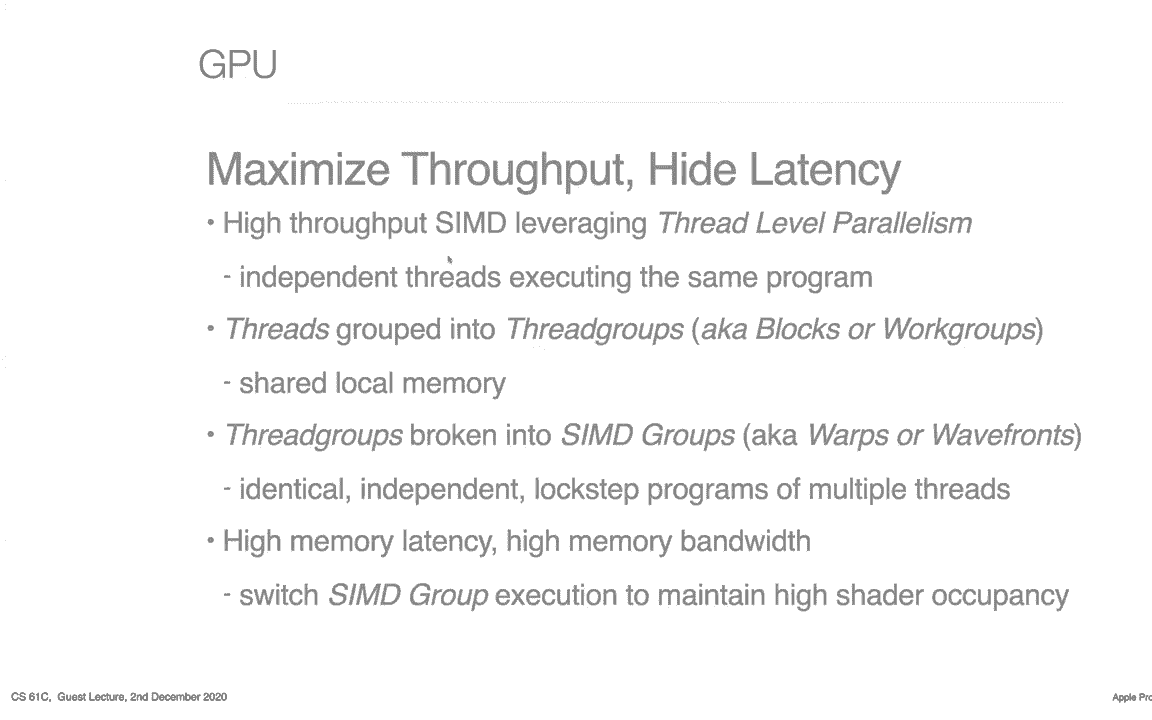 GPU
Maximize Throughput, Hide Latency
• High throughput SIMD leveraging Thread Level Parallelism
- independent threads executing the same program
• Threads grouped into Threadgroups (aka Blocks or Workgroups)
- shared local memory
• Threadgroups broken into SIMD Groups (aka Warps or Wavefronts)
- identical, independent, lockstep programs of multiple threads
• High memory latency, high memory bandwidth
- switch SIMD Group execution to maintain high shader occupancy
CS 61C, Guest Lecture, 2nd December 2020
Apple Pro